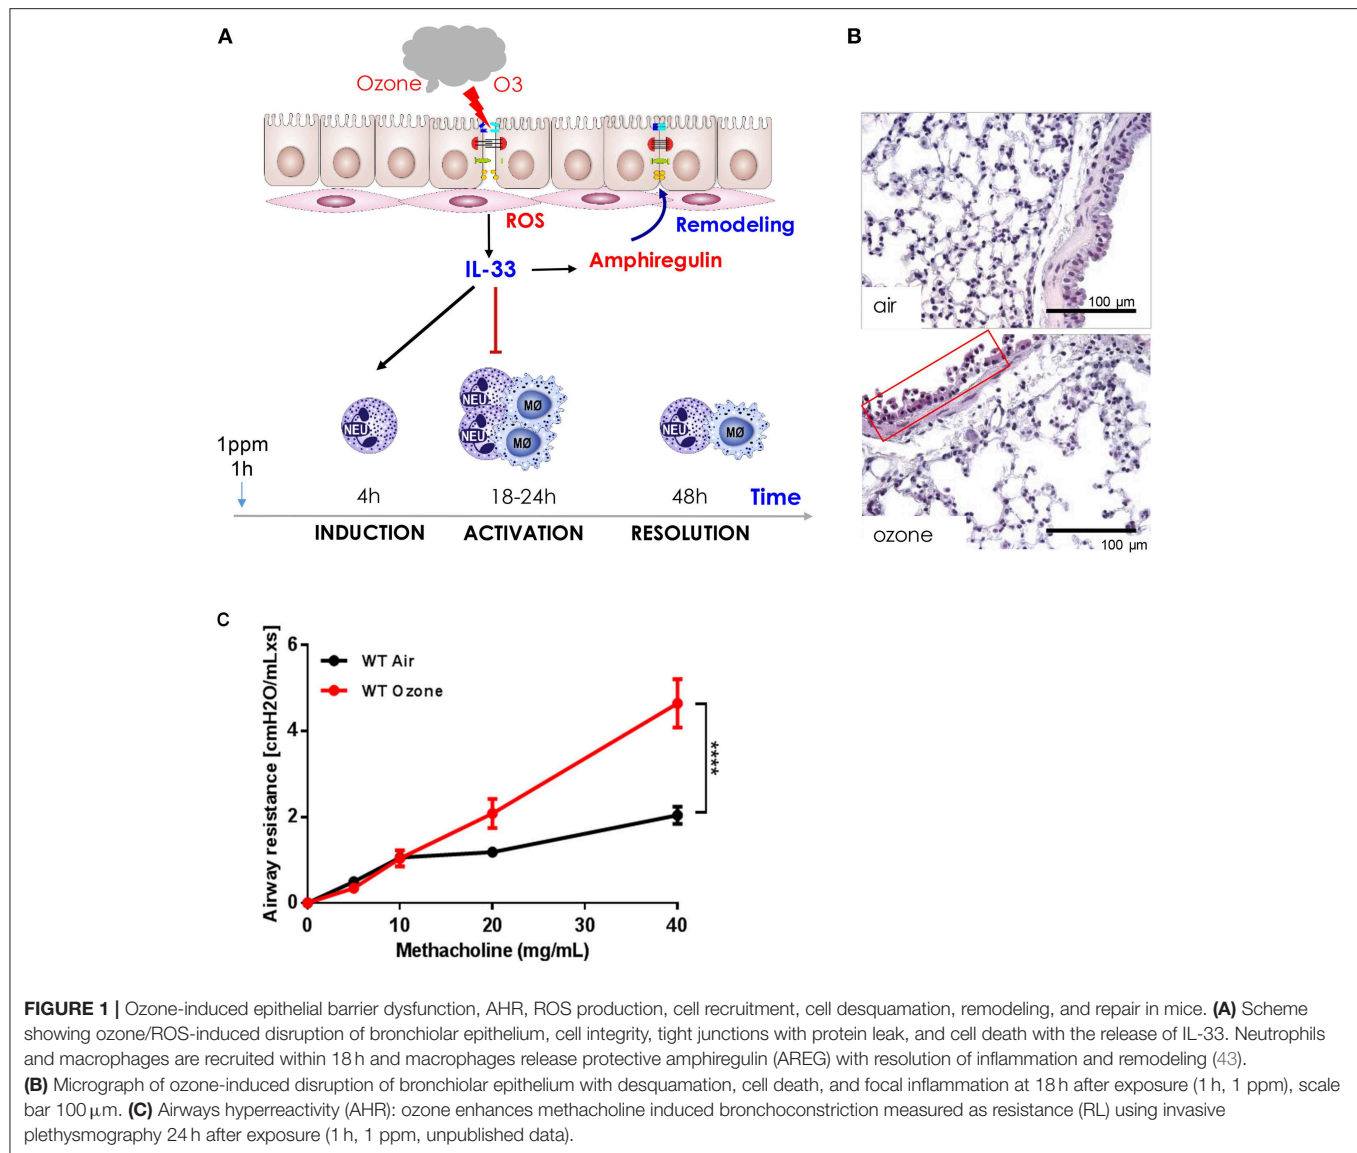 A
B
Ozone
O3
ROS
Remodeling
IL-33
Amphiregulin
NEU
NEU
NEU
MØ
MØ
NEU
MØ
1ppm
1h
4h
18-24h
48h
Time
INDUCTION
ACTIVATION
RESOLUTION
air
100 µm
ozone
100 µm
C
Airway resistance [cmH2O/mLxs]
6
4
2
0
WT Air
WT Ozone
****
0
10
20
30
40
Methacholine (mg/mL)
FIGURE 1 | Ozone-induced epithelial barrier dysfunction, AHR, ROS production, cell recruitment, cell desquamation, remodeling, and repair in mice. (A) Scheme
showing ozone/ROS-induced disruption of bronchiolar epithelium, cell integrity, tight junctions with protein leak, and cell death with the release of IL-33. Neutrophils
and macrophages are recruited within 18 h and macrophages release protective amphiregulin (AREG) with resolution of inflammation and remodeling (43).
(B) Micrograph of ozone-induced disruption of bronchiolar epithelium with desquamation, cell death, and focal inflammation at 18 h after exposure (1 h, 1 ppm), scale
bar 100 µm. (C) Airways hyperreactivity (AHR): ozone enhances methacholine induced bronchoconstriction measured as resistance (RL) using invasive
plethysmography 24 h after exposure (1 h, 1 ppm, unpublished data).